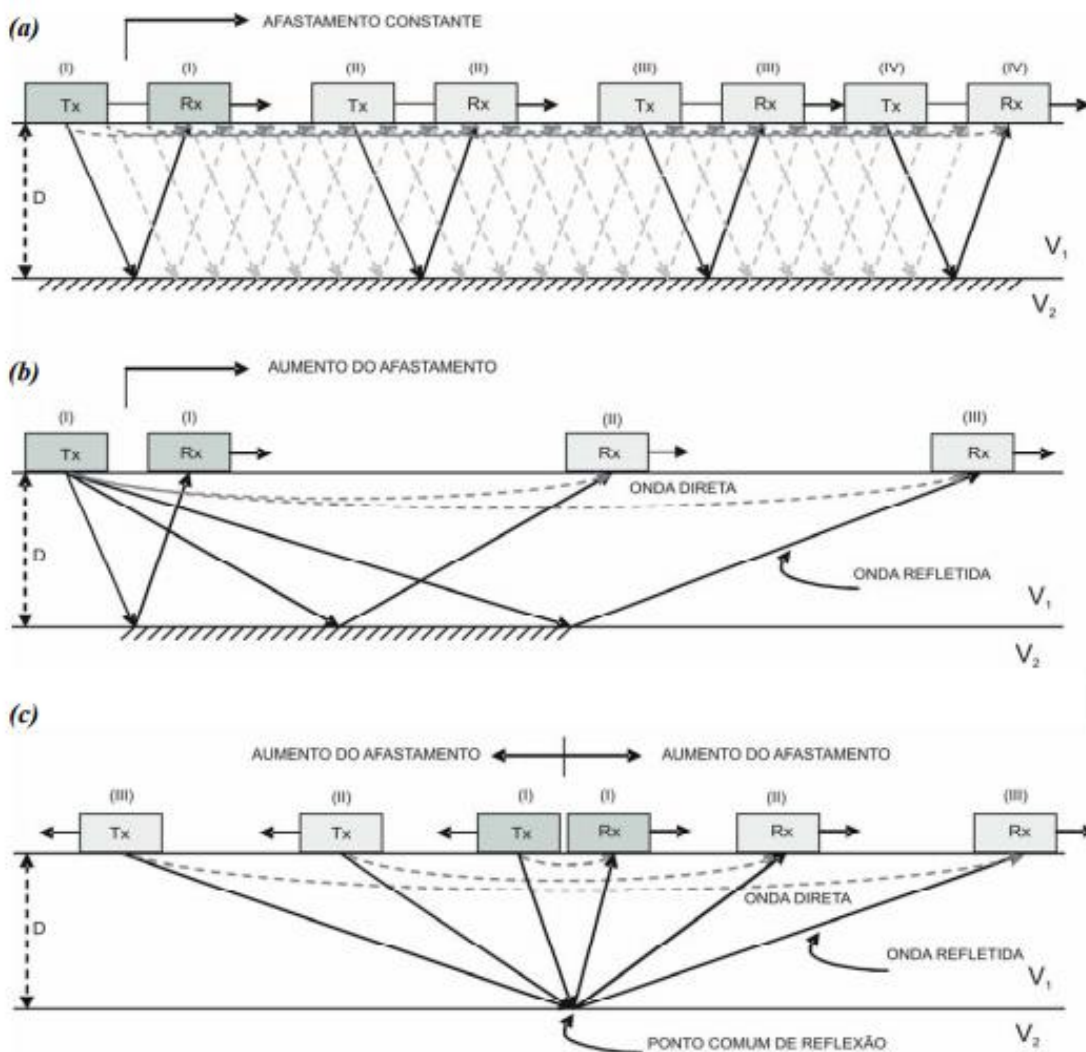 (a)
AFASTAMENTO CONSTANTE
(I) (I) (II) (II) (III) (III) (IV) (IV)
Tx Rx Tx Rx Tx Rx Tx Rx
D
V1
V2
(b)
AUMENTO DO AFASTAMENTO
(I) (I) (II) (III)
Tx Rx Rx Rx
ONDA DIRETA
D
ONDA REFLETIDA
V1
V2
(c)
AUMENTO DO AFASTAMENTO AUMENTO DO AFASTAMENTO
(III) (II) (I) (I) (II) (III)
Tx Tx Tx Rx Rx Rx
ONDA DIRETA
D
ONDA REFLETIDA
V1
V2
PONTO COMUM DE REFLEXÃO